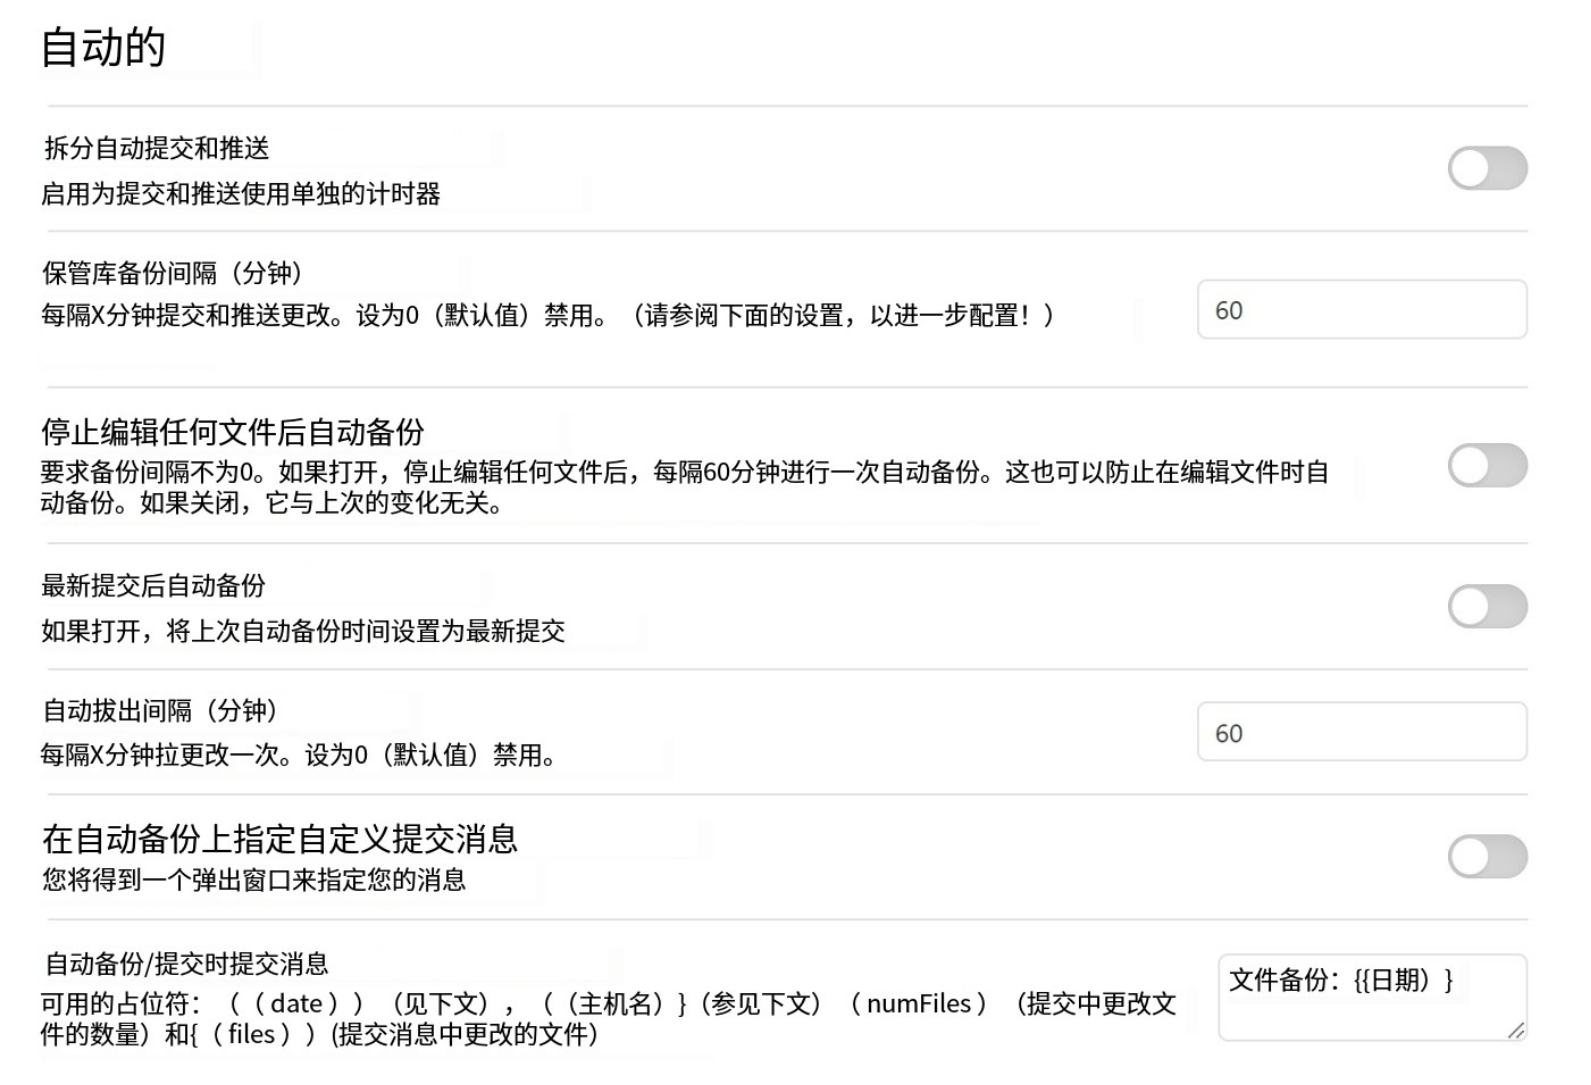 自动的
拆分自动提交和推送
启用为提交和推送使用单独的计时器
保管库备份间隔（分钟）
每隔X分钟提交和推送更改。设为0（默认值）禁用。（请参阅下面的设置，以进一步配置！）
60
停止编辑任何文件后自动备份
要求备份间隔不为0。如果打开，停止编辑任何文件后，每隔60分钟进行一次自动备份。这也可以防止在编辑文件时自
动备份。如果关闭，它与上次的变化无关。
最新提交后自动备份
如果打开，将上次自动备份时间设置为最新提交
自动拔出间隔（分钟）
每隔X分钟拉更改一次。设为0（默认值）禁用。
60
在自动备份上指定自定义提交消息
您将得到一个弹出窗口来指定您的消息
自动备份/提交时提交消息
可用的占位符：（（date））（见下文），（（主机名）}（参见下文）（numFiles）（提交中更改文
件的数量）和{（files））(提交消息中更改的文件）
文件备份：{{日期）}